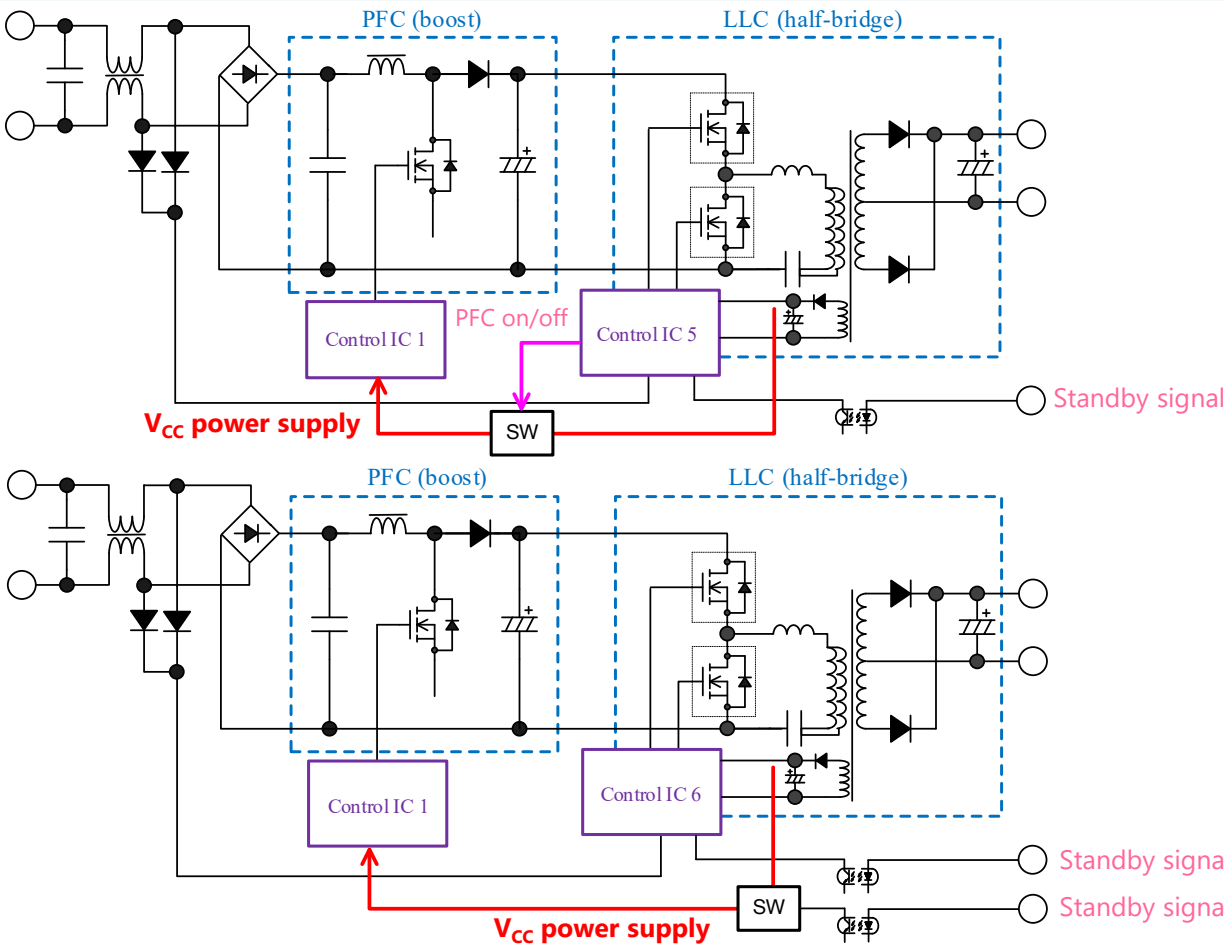 PFC (boost)
LLC (half-bridge)
Control IC 1
PFC on/off
Control IC 5
VCC power supply
SW
Standby signal
+
+
+
PFC (boost)
LLC (half-bridge)
Control IC 1
Control IC 6
Standby signa
SW
Standby signa
VCC power supply
+
+
+